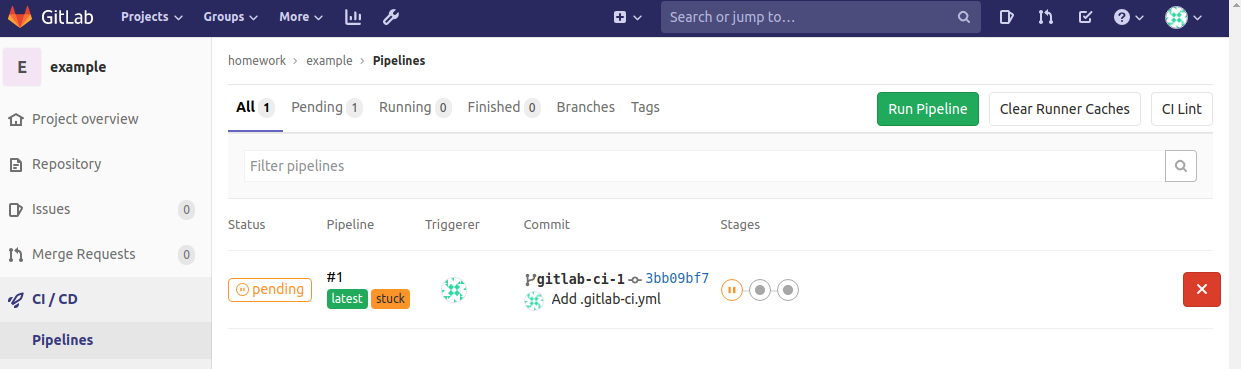 GitLab Projects Groups More Search or jump to...
E example
homework > example > Pipelines
All 1 Pending 1 Running 0 Finished 0 Branches Tags Run Pipeline Clear Runner Caches CI Lint
Project overview
Repository
Issues 0
Merge Requests 0
CI / CD
Pipelines
Filter pipelines
Status Pipeline Triggerer Commit Stages
pending #1 gitlab-ci-1 3bb09bf7
latest stuck Add .gitlab-ci.yml